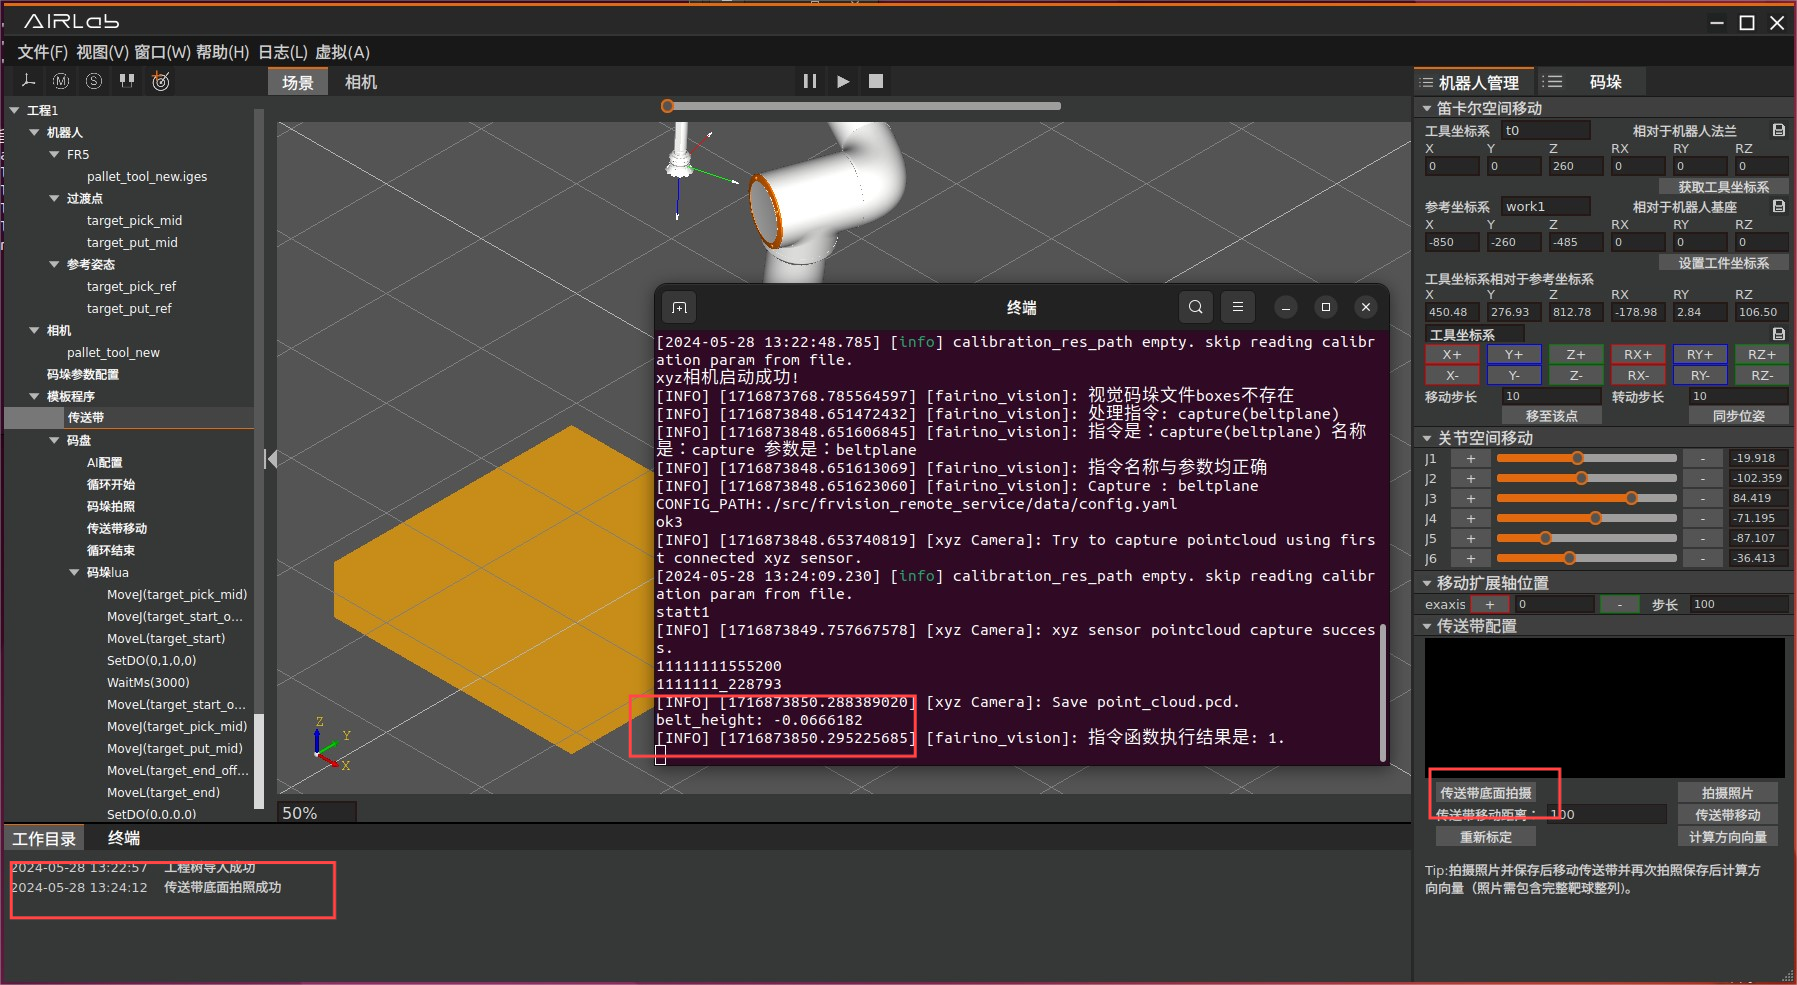 AIRLab
文件(F) 视图(V) 窗口(W) 帮助(H) 日志(L) 虚拟(A)
场景
相机
工程1
机器人
FR5
pallet_tool_new.iges
过渡点
target_pick_mid
target_put_mid
参考姿态
target_pick_ref
target_put_ref
相机
pallet_tool_new
码垛参数配置
模板程序
传送带
码盘
AI配置
循环开始
码垛拍照
传送带移动
循环结束
码垛lua
MoveJ(target_pick_mid)
MoveJ(target_start_o...
MoveL(target_start)
SetDO(0,1,0,0)
WaitMs(3000)
MoveL(target_start_o...
MoveJ(target_pick_mid)
MoveJ(target_put_mid)
MoveL(target_end_off...
MoveL(target_end)
SetDO(0,0,0,0)
Z
Y
X
50%
终端
[2024-05-28 13:22:48.785] [info] calibration_res_path empty. skip reading calibr
ation param from file.
xyz相机启动成功!
[INFO] [1716873768.785564597] [fairino_vision]: 视觉码垛文件boxes不存在
[INFO] [1716873848.651472432] [fairino_vision]: 处理指令: capture(beltplane)
[INFO] [1716873848.651606845] [fairino_vision]: 指令是：capture(beltplane) 名称
是：capture 参数是：beltplane
[INFO] [1716873848.651613069] [fairino_vision]: 指令名称与参数均正确
[INFO] [1716873848.651623060] [fairino_vision]: Capture : beltplane
CONFIG_PATH:./src/frvision_remote_service/data/config.yaml
ok3
[INFO] [1716873848.653740819] [xyz Camera]: Try to capture pointcloud using firs
t connected xyz sensor.
[2024-05-28 13:24:09.230] [info] calibration_res_path empty. skip reading calibr
ation param from file.
statt1
[INFO] [1716873849.757667578] [xyz Camera]: xyz sensor pointcloud capture succes
s.
11111111555200
1111111_228793
[INFO] [1716873850.288389020] [xyz Camera]: Save point_cloud.pcd.
belt_height: -0.0666182
[INFO] [1716873850.295225685] [fairino_vision]: 指令函数执行结果是: 1.
工作目录
终端
2024-05-28 13:22:57 工程树导入成功
2024-05-28 13:24:12 传送带底面拍照成功
机器人管理
码垛
笛卡尔空间移动
工具坐标系 t0 相对于机器人法兰
X Y Z RX RY RZ
0 0 260 0 0 0
获取工具坐标系
参考坐标系 work1 相对于机器人基座
X Y Z RX RY RZ
-850 -260 -485 0 0 0
设置工件坐标系
工具坐标系相对于参考坐标系
X Y Z RX RY RZ
450.48 276.93 812.78 -178.98 2.84 106.50
工具坐标系
X+ Y+ Z+ RX+ RY+ RZ+
X- Y- Z- RX- RY- RZ-
移动步长 10 转动步长 10
移至该点 同步位姿
关节空间移动
J1 + - -19.918
J2 + - -102.359
J3 + - 84.419
J4 + - -71.195
J5 + - -87.107
J6 + - -36.413
移动扩展轴位置
exaxis + 0 - 步长 100
传送带配置
传送带底面拍摄 拍摄照片
传送带移动距离： 100 传送带移动
重新标定 计算方向向量
Tip:拍摄照片并保存后移动传送带并再次拍照保存后计算方
向向量（照片需包含完整靶球整列)。